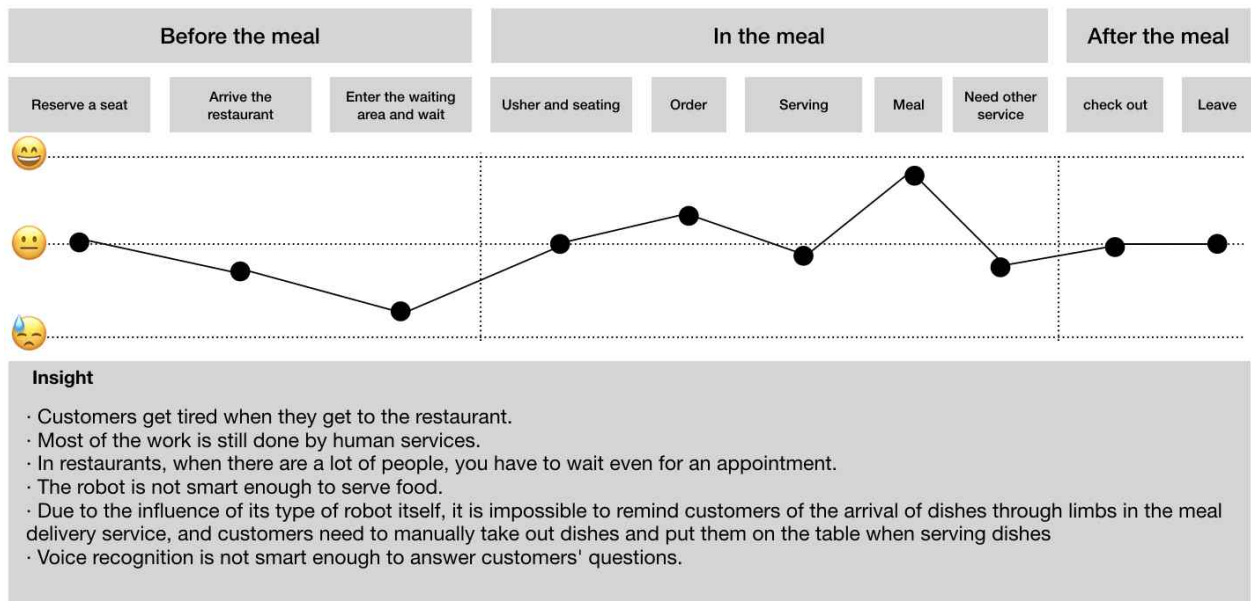 Before the meal
In the meal
After the meal
Reserve a seat
Arrive the
restaurant
Enter the waiting
area and wait
Usher and seating
Order
Serving
Meal
Need other
service
check out
Leave
Insight
· Customers get tired when they get to the restaurant.
· Most of the work is still done by human services.
· In restaurants, when there are a lot of people, you have to wait even for an appointment.
· The robot is not smart enough to serve food.
· Due to the influence of its type of robot itself, it is impossible to remind customers of the arrival of dishes through limbs in the meal
delivery service, and customers need to manually take out dishes and put them on the table when serving dishes
· Voice recognition is not smart enough to answer customers' questions.